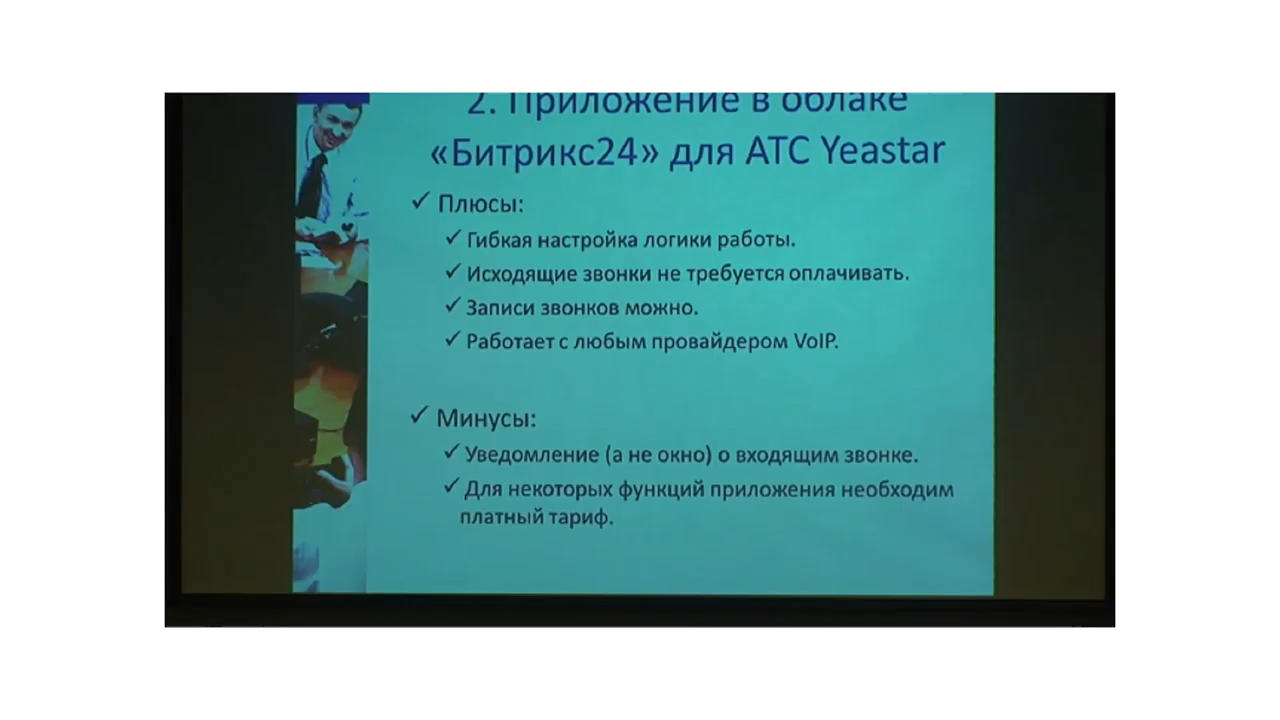 2. Приложение в облаке
«Битрикс24» для АТС Yeastar
✓ Плюсы:
✓ Гибкая настройка логики работы.
✓ Исходящие звонки не требуется оплачивать.
✓ Записи звонков можно.
✓ Работает с любым провайдером VoIP.
✓ Минусы:
✓ Уведомление (а не окно) о входящим звонке.
✓ Для некоторых функций приложения необходим
платный тариф.